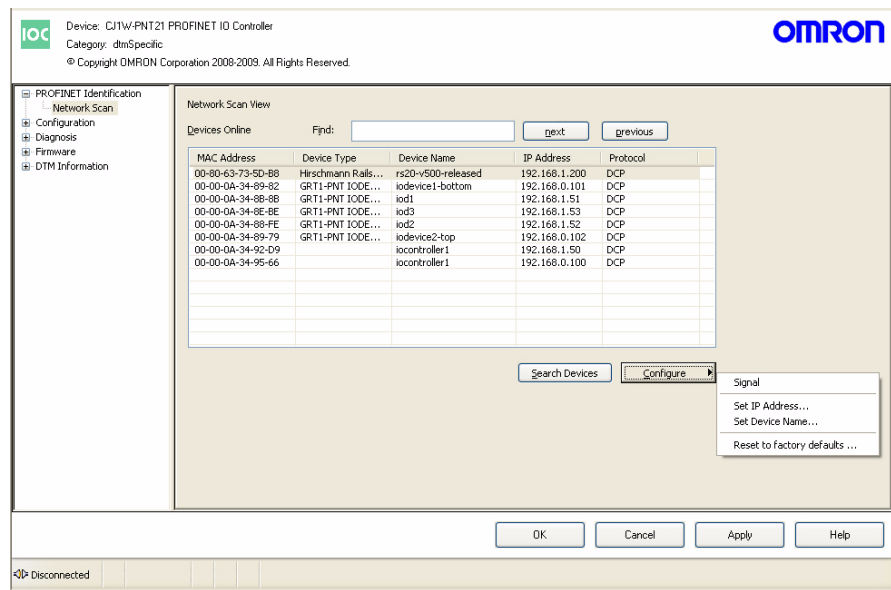 IOC
Device: CJ1W-PNT21 PROFINET IO Controller
Category: dtmSpecific
© Copyright OMRON Corporation 2008-2009. All Rights Reserved.
OMRON
PROFINET Identification
Network Scan
Configuration
Diagnosis
Firmware
DTM Information
Network Scan View
Devices Online Find: next previous
MAC Address Device Type Device Name IP Address Protocol
00-80-63-73-5D-B8 Hirschmann Rails... rs20-v500-released 192.168.1.200 DCP
00-00-0A-34-89-82 GRT1-PNT IODE... iodevice1-bottom 192.168.0.101 DCP
00-00-0A-34-8B-8B GRT1-PNT IODE... iod1 192.168.1.51 DCP
00-00-0A-34-8E-BE GRT1-PNT IODE... iod3 192.168.1.53 DCP
00-00-0A-34-88-FE GRT1-PNT IODE... iod2 192.168.1.52 DCP
00-00-0A-34-89-79 GRT1-PNT IODE... iodevice2-top 192.168.0.102 DCP
00-00-0A-34-92-D9 iocontroller1 192.168.1.50 DCP
00-00-0A-34-95-66 iocontroller1 192.168.0.100 DCP
Search Devices Configure
Signal
Set IP Address...
Set Device Name...
Reset to factory defaults ...
OK Cancel Apply Help
Disconnected